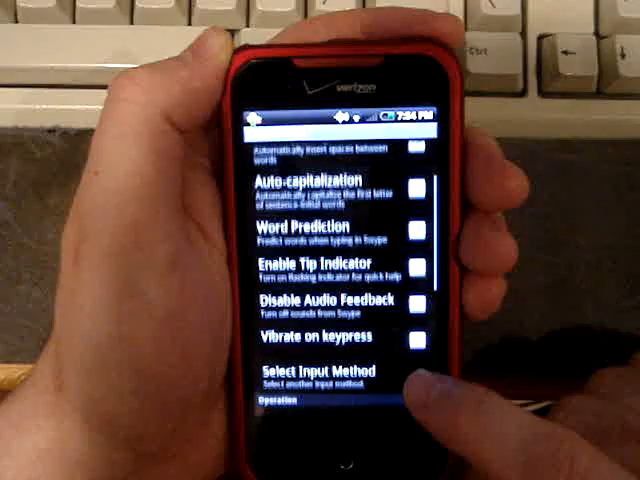 Ctrl
verizon
7:54 PM
Automatically insert spaces between
words
Auto-capitalization
Automatically capitalize the first letter
of sentence-initial words
Word Prediction
Predict words when typing in Swype
Enable Tip Indicator
Turn on flashing indicator for quick help
Disable Audio Feedback
Turn off sounds from Swype
Vibrate on keypress
Select Input Method
Select another input method.
Operation